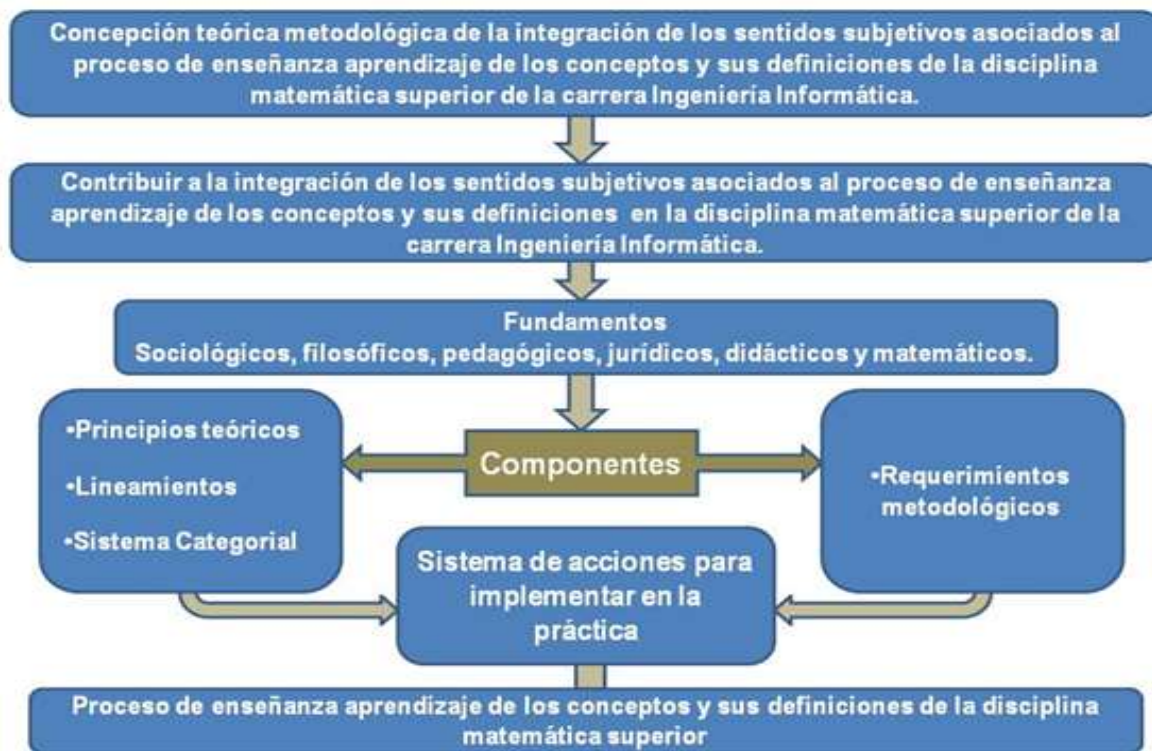 Concepción teórica metodológica de la integración de los sentidos subjetivos asociados al
proceso de enseñanza aprendizaje de los conceptos y sus definiciones de la disciplina
matemática superior de la carrera Ingeniería Informática.
Contribuir a la integración de los sentidos subjetivos asociados al proceso de enseñanza
aprendizaje de los conceptos y sus definiciones en la disciplina matemática superior de la
carrera Ingeniería Informática.
Fundamentos
Sociológicos, filosóficos, pedagógicos, jurídicos, didácticos y matemáticos.
•Principios teóricos
•Lineamientos
•Sistema Categorial
Componentes
•Requerimientos
metodológicos
Sistema de acciones para
implementar en la
práctica
Proceso de enseñanza aprendizaje de los conceptos y sus definiciones de la disciplina
matemática superior